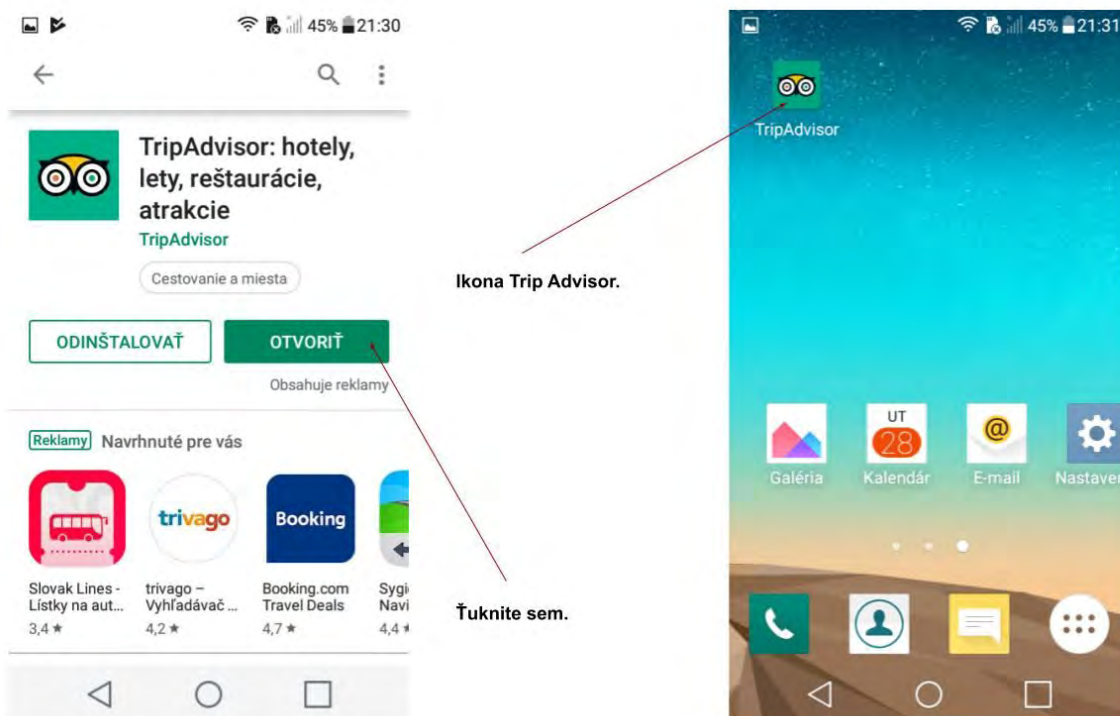 45% 21:30
TripAdvisor: hotely,
lety, reštaurácie,
atrakcie
TripAdvisor
Cestovanie a miesta
ODINŠTALOVAŤ
OTVORIŤ
Obsahuje reklamy
Reklamy Navrhnuté pre vás
trivago
Booking
Slovak Lines -
Lístky na aut...
3,4 ★
trivago –
Vyhľadávač ...
4,2 ★
Booking.com
Travel Deals
4,7 ★
Sygi
Navi
4,4 ★
Ikona Trip Advisor.
Ťuknite sem.
45% 21:31
TripAdvisor
UT
28
@
Galéria
Kalendár
E-mail
Nastaven